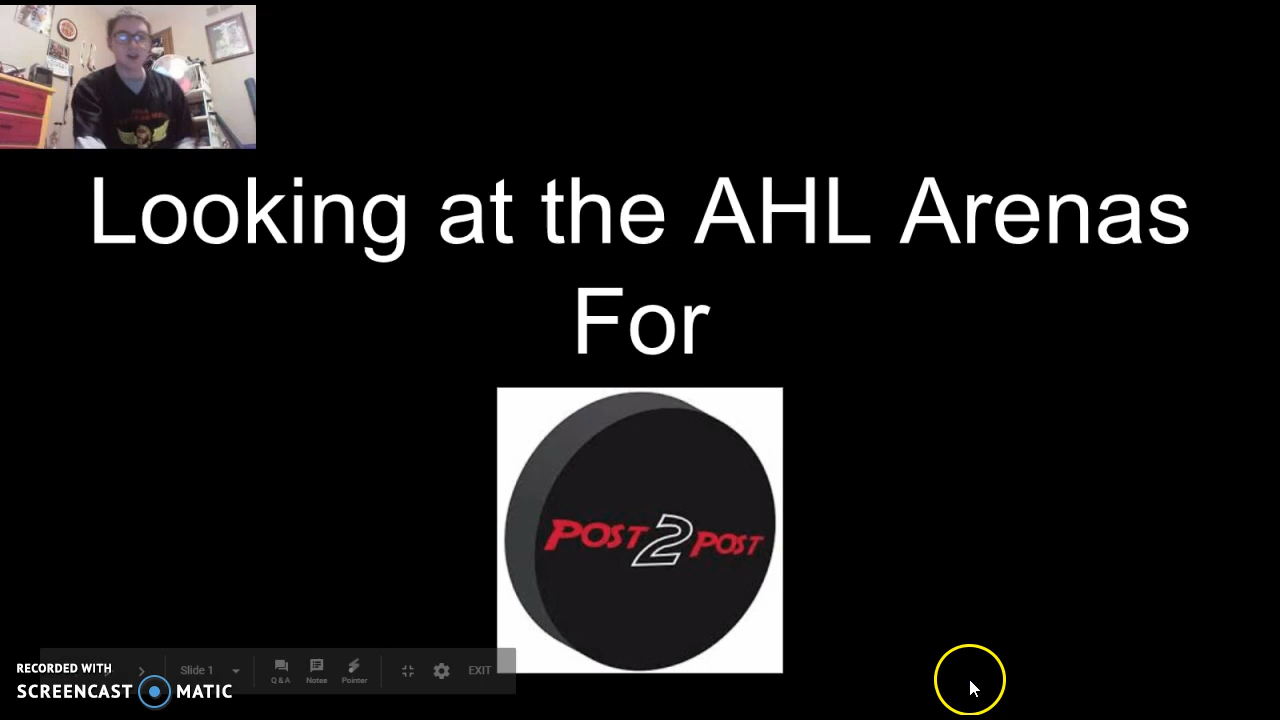 Looking at the AHL Arenas
For
POST 2 POST
Slide 1
Q&A
Notes
Pointer
EXIT
RECORDED WITH
SCREENCAST MATIC